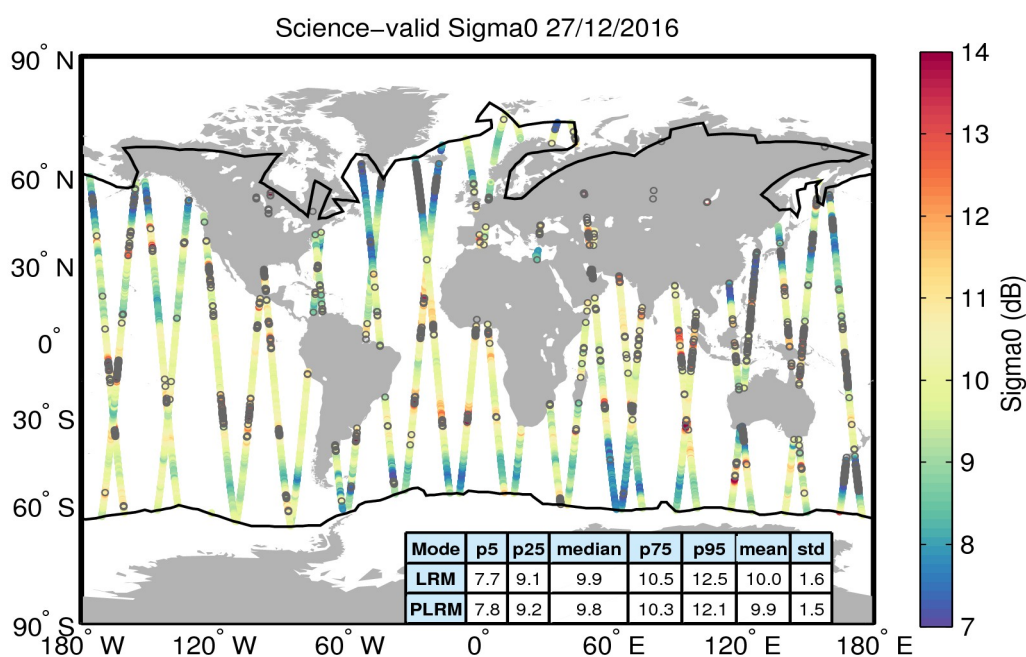 Science-valid Sigma0 27/12/2016
90° N
60° N
30° N
0°
30° S
60° S
90° S
180° W
120° W
60° W
0°
60° E
120° E
180° E
Mode p5 p25 median p75 p95 mean std
LRM 7.7 9.1 9.9 10.5 12.5 10.0 1.6
PLRM 7.8 9.2 9.8 10.3 12.1 9.9 1.5
14
13
12
11
10
9
8
7
Sigma0 (dB)